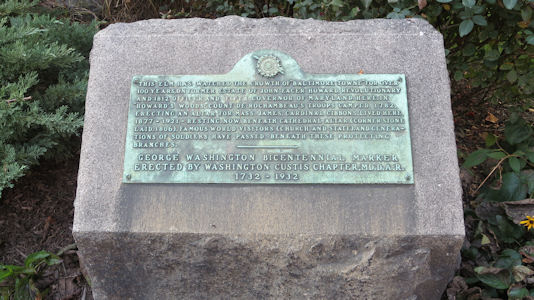 THIS ELM HAS WATCHED THE GROWTH OF BALTIMORE TOWNE FOR OVER
100 YEARS ON FORMER ESTATE OF JOHN EAGER HOWARD REVOLUTIONARY
AND 1812 OFFICER AND FIFTH GOVERNOR OF MARYLAND HEREIN
HOWARD'S WOODS COUNT DE ROCHAMBEAU'S TROOPS CAMPED (1782)
ERECTING AN ALTAR FOR MASS. JAMES, CARDINAL GIBBONS, LIVED HERE
1877-1921. RESTING BENEATH CATHEDRAL ALTAR (CORNERSTONE
LAID 1806). FAMOUS WORLD VISITORS (CHURCH AND STATE) AND GENERA-
TIONS OF SOLDIERS HAVE PASSED BENEATH THESE PROTECTING
BRANCHES.
GEORGE WASHINGTON BICENTENNIAL MARKER
ERECTED BY WASHINGTON CUSTIS CHAPTER, MD. D.A.R.
1732 - 1932